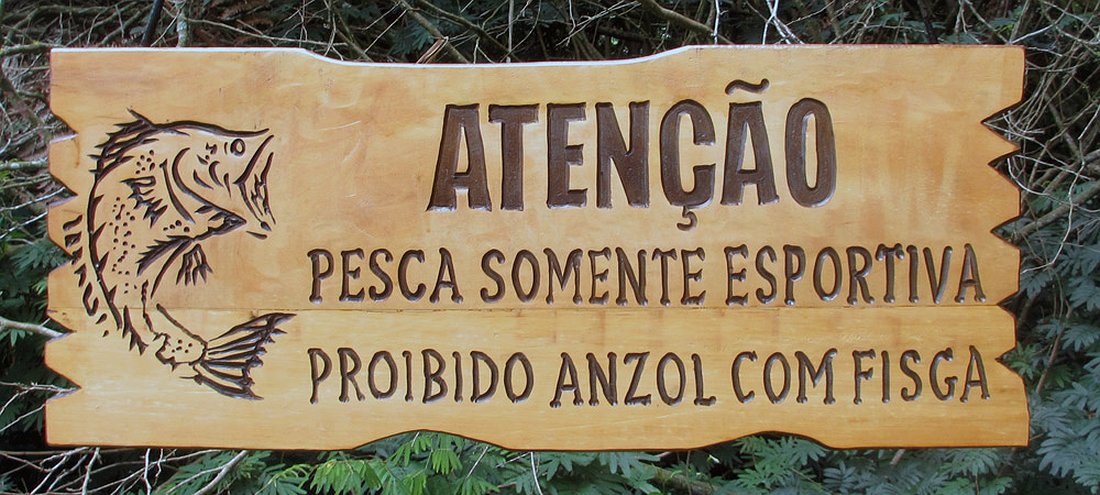 ATENÇÃO
PESCA SOMENTE ESPORTIVA
PROIBIDO ANZOL COM FISGA